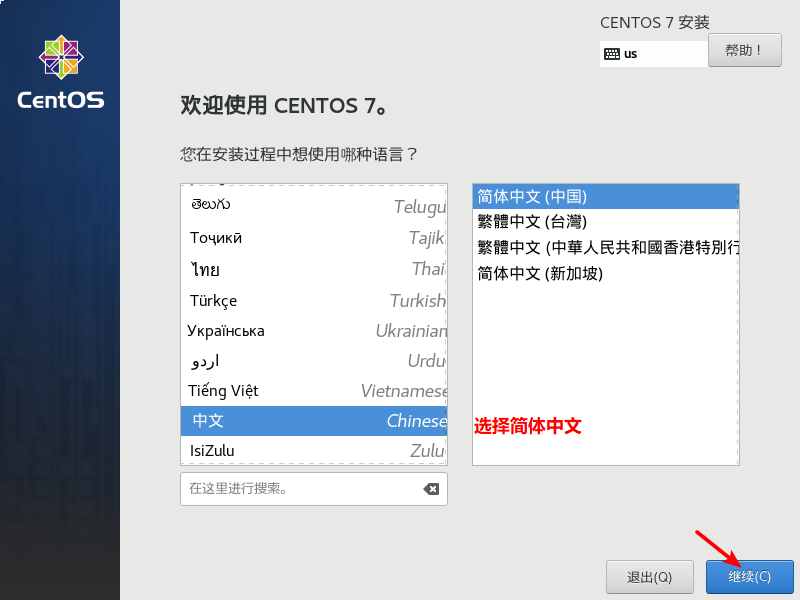 CentOS
CENTOS 7 安装
us
帮助！
欢迎使用 CENTOS 7。
您在安装过程中想使用哪种语言？
తెలుగు Telugu
Тоҷикӣ Tajik
ไทย Thai
Türkçe Turkish
Українська Ukrainian
اردو Urdu
Tiếng Việt Vietnamese
中文 Chinese
IsiZulu Zulu
简体中文 (中国)
繁體中文 (台灣)
繁體中文 (中華人民共和國香港特別行
简体中文 (新加坡)
选择简体中文
在这里进行搜索。
退出(Q)
继续(C)